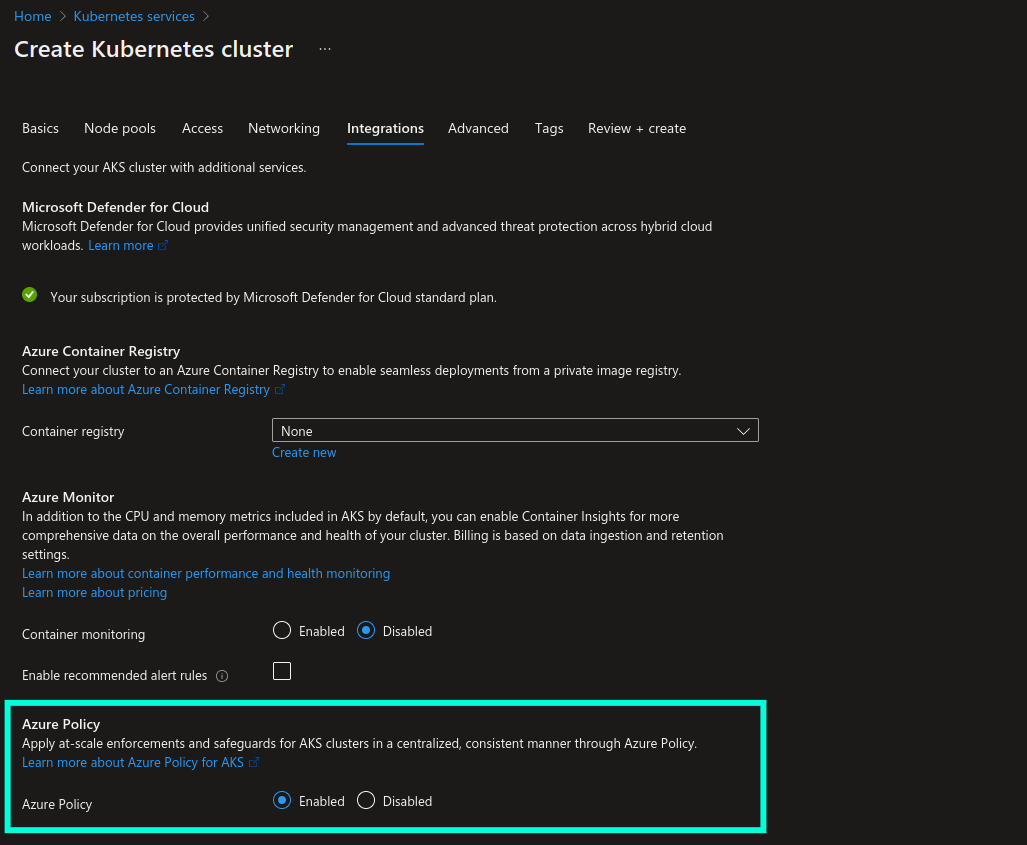 Home > Kubernetes services >
Create Kubernetes cluster ...
Basics Node pools Access Networking Integrations Advanced Tags Review + create
Connect your AKS cluster with additional services.
Microsoft Defender for Cloud
Microsoft Defender for Cloud provides unified security management and advanced threat protection across hybrid cloud
workloads. Learn more
Your subscription is protected by Microsoft Defender for Cloud standard plan.
Azure Container Registry
Connect your cluster to an Azure Container Registry to enable seamless deployments from a private image registry.
Learn more about Azure Container Registry
Container registry None
Create new
Azure Monitor
In addition to the CPU and memory metrics included in AKS by default, you can enable Container Insights for more
comprehensive data on the overall performance and health of your cluster. Billing is based on data ingestion and retention
settings.
Learn more about container performance and health monitoring
Learn more about pricing
Container monitoring Enabled Disabled
Enable recommended alert rules
Azure Policy
Apply at-scale enforcements and safeguards for AKS clusters in a centralized, consistent manner through Azure Policy.
Learn more about Azure Policy for AKS
Azure Policy Enabled Disabled